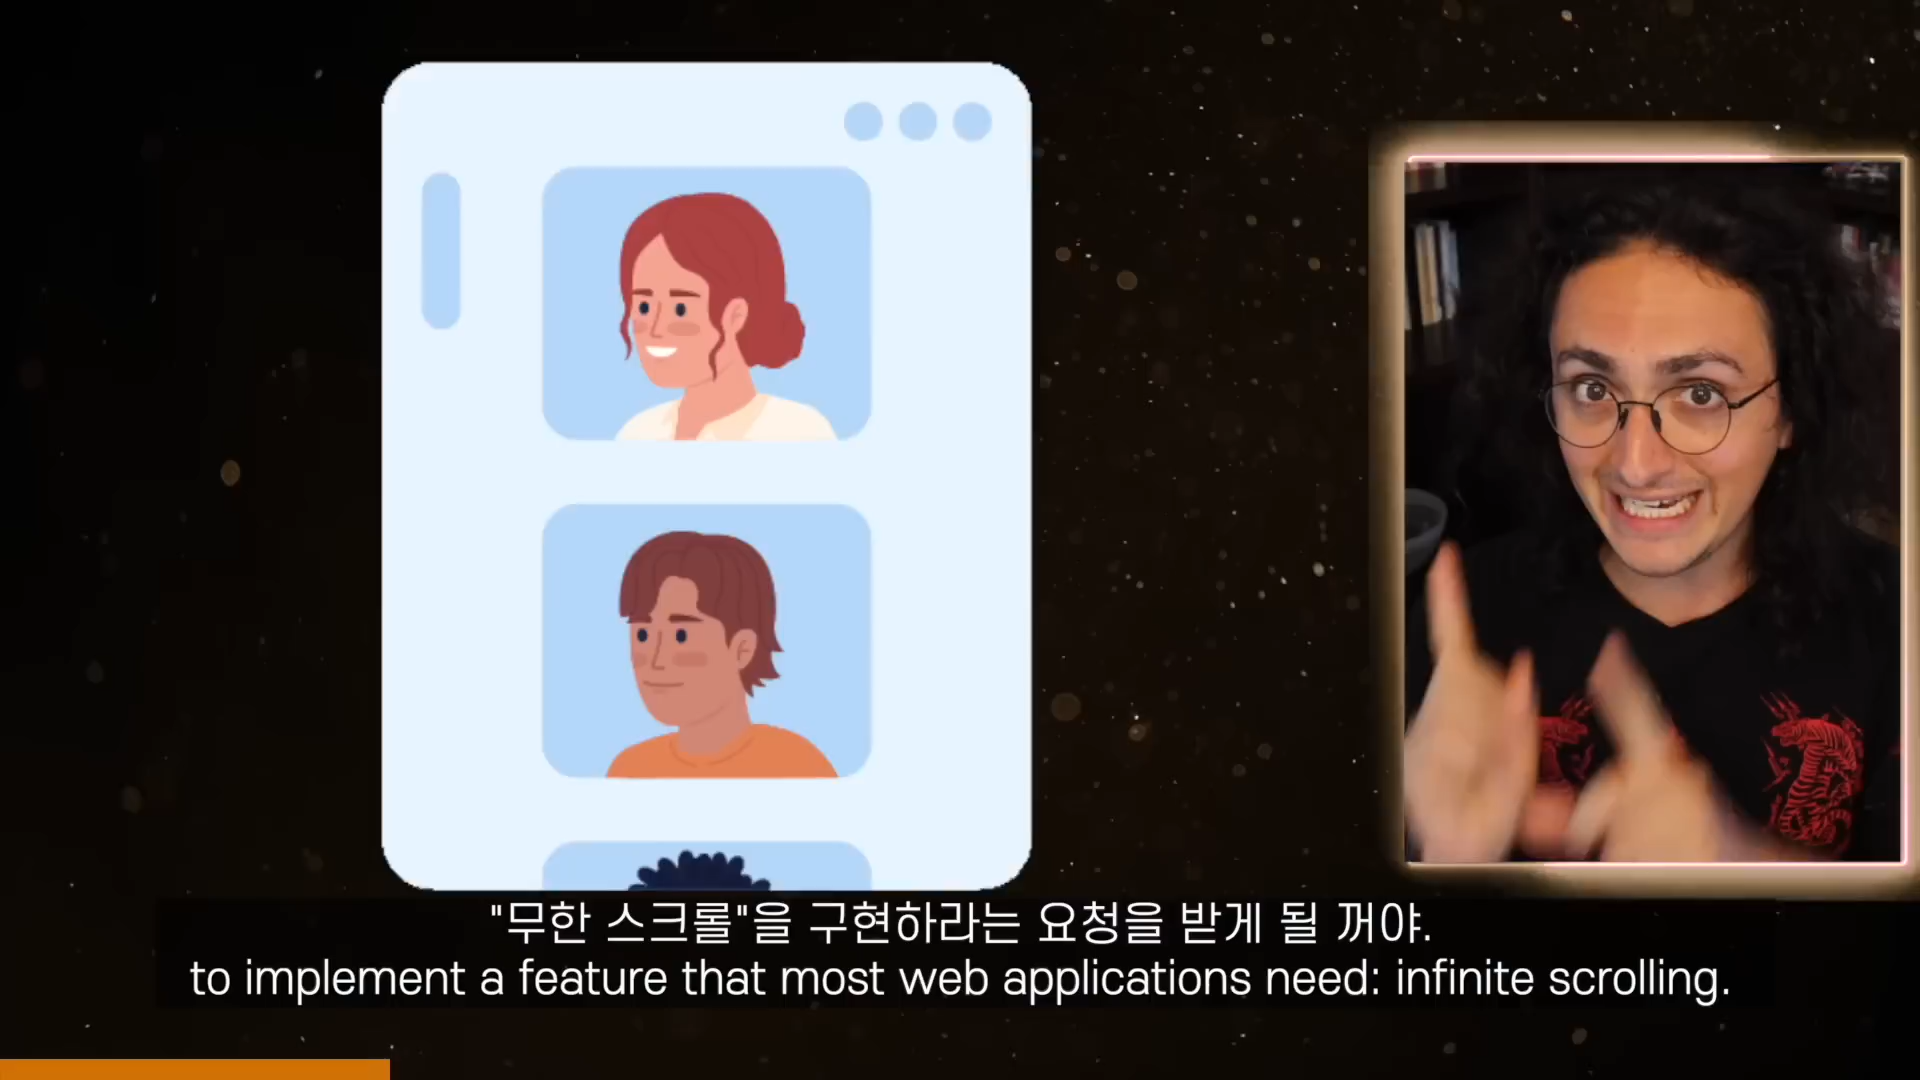 "무한 스크롤"을 구현하라는 요청을 받게 될 꺼야.
to implement a feature that most web applications need: infinite scrolling.